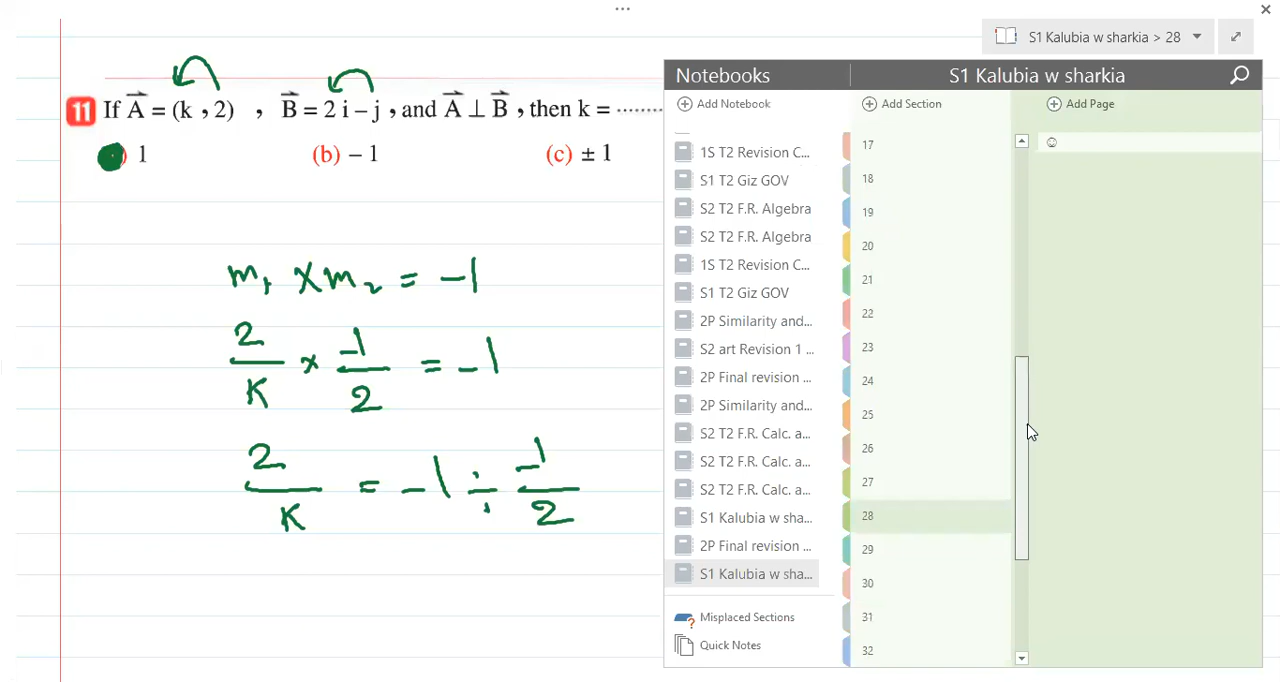 ...
S1 Kalubia w sharkia > 28
Notebooks
S1 Kalubia w sharkia
Add Notebook
Add Section
Add Page
11 If A = (k , 2) , B = 2 i – j , and A ⊥ B , then k = ........
) 1 (b) – 1 (c) ± 1
m1 × m2 = -1
2/K × -1/2 = -1
2/K = -1 ÷ -1/2
1S T2 Revision C...
S1 T2 Giz GOV
S2 T2 F.R. Algebra
S2 T2 F.R. Algebra
1S T2 Revision C...
S1 T2 Giz GOV
2P Similarity and...
S2 art Revision 1 ...
2P Final revision ...
2P Similarity and...
S2 T2 F.R. Calc. a...
S2 T2 F.R. Calc. a...
S2 T2 F.R. Calc. a...
S1 Kalubia w sha...
2P Final revision ...
S1 Kalubia w sha...
Misplaced Sections
Quick Notes
17
18
19
20
21
22
23
24
25
26
27
28
29
30
31
32
☺